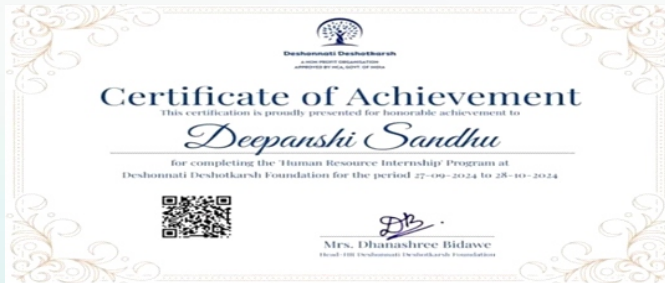 Deshonnati Deshotkarsh
A NON PROFIT ORGANISATION
APPROVED BY MCA, GOVT OF INDIA
Certificate of Achievement
This certification is proudly presented for honorable achievement to
Deepanshi Sandhu
for completing the 'Human Resource Internship' Program at
Deshonnati Deshotkarsh Foundation for the period 27-09-2024 to 28-10-2024
DB
Mrs. Dhanashree Bidawe
Head-HR Deshonnati Deshotkarsh Foundation